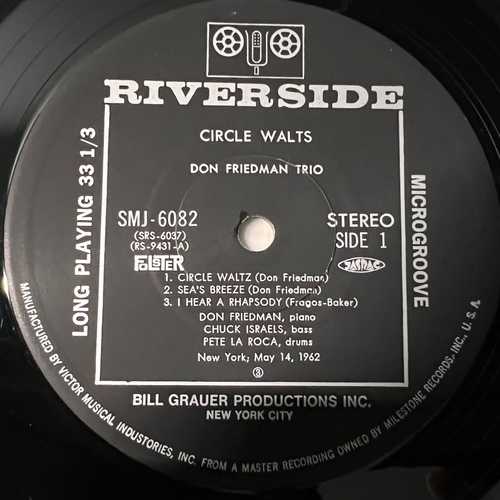 RIVERSIDE
CIRCLE WALTS
DON FRIEDMAN TRIO
SMJ-6082
(SRS-6037)
(RS-9431-A)
STEREO
SIDE 1
POLSTER
JASRAC
1. CIRCLE WALTZ (Don Friedman)
2. SEA'S BREEZE (Don Friedman)
3. I HEAR A RHAPSODY (Fragos-Baker)
DON FRIEDMAN, piano
CHUCK ISRAELS, bass
PETE LA ROCA, drums
New York; May 14, 1962
BILL GRAUER PRODUCTIONS INC.
NEW YORK CITY
LONG PLAYING 33 1/3
MICROGROOVE
MANUFACTURED BY VICTOR MUSICAL INDUSTRIES, INC. FROM A MASTER RECORDING OWNED BY MILESTONE RECORDS, INC., U.S.A.